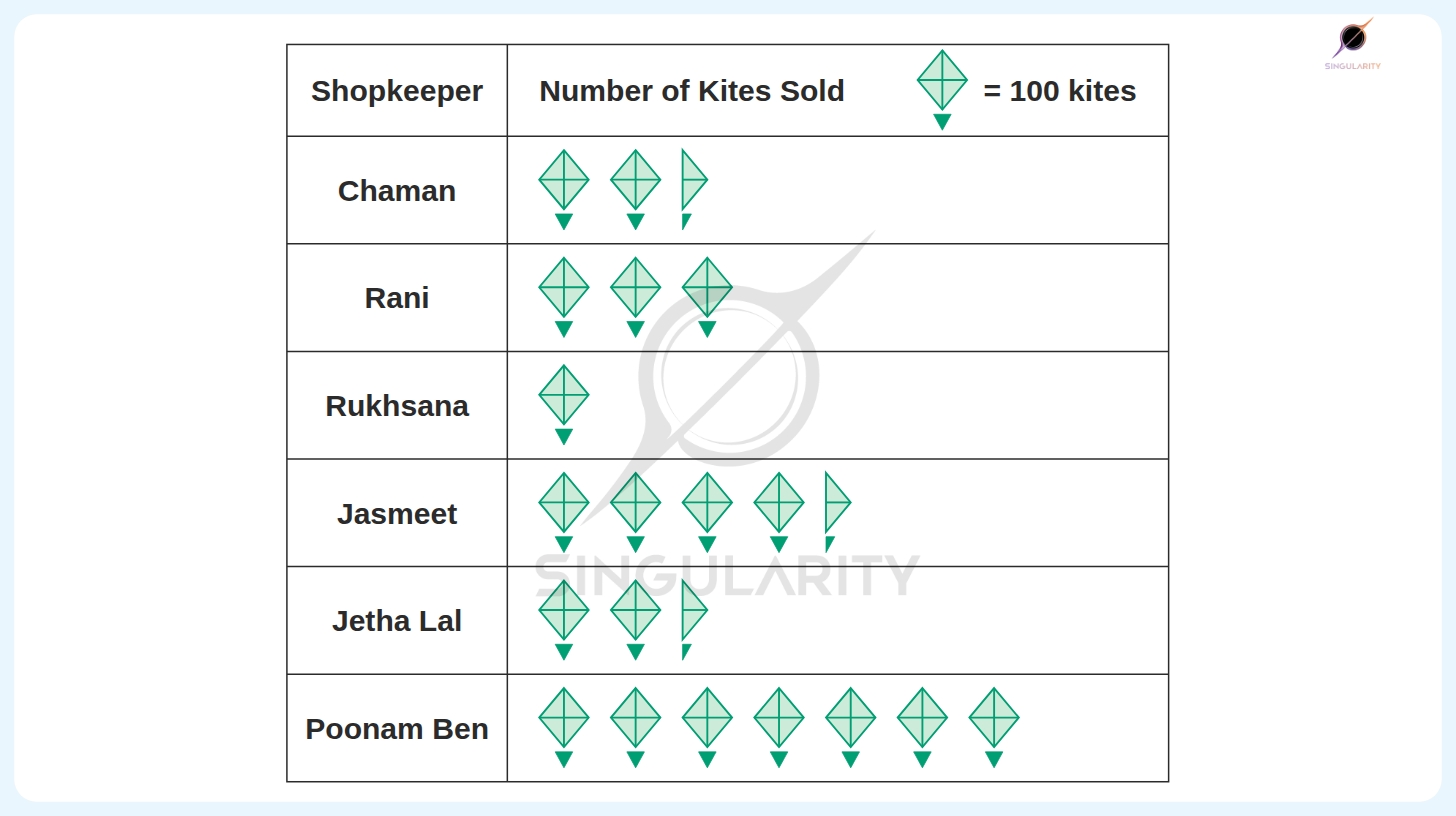 SINGULARITY
Shopkeeper Number of Kites Sold = 100 kites
Chaman
Rani
Rukhsana
Jasmeet
SINGULARITY
Jetha Lal
Poonam Ben